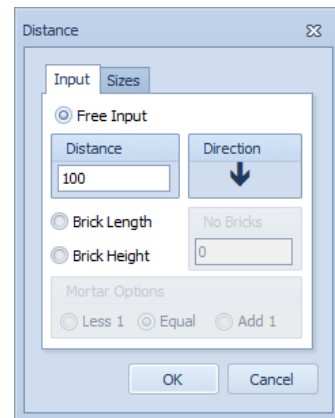 Distance
Input Sizes
Free Input
Distance Direction
100
Brick Length No Bricks
Brick Height 0
Mortar Options
Less 1 Equal Add 1
OK Cancel